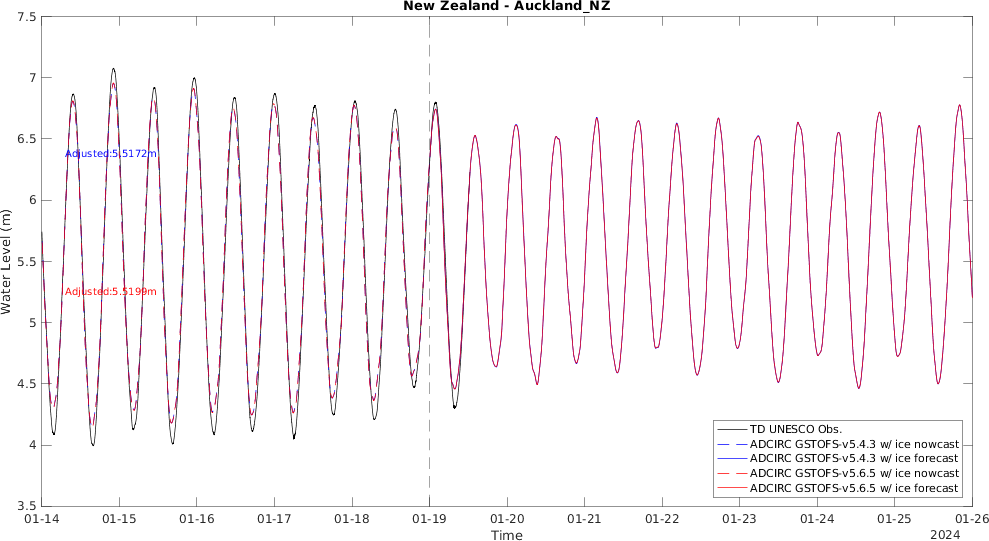 New Zealand - Auckland_NZ
7.5
7
6.5
6
5.5
5
4.5
4
3.5
Water Level (m)
Adjusted:5.5172m
Adjusted:5.5199m
TD UNESCO Obs.
ADCIRC GSTOFS-v5.4.3 w/ ice nowcast
ADCIRC GSTOFS-v5.4.3 w/ ice forecast
ADCIRC GSTOFS-v5.6.5 w/ ice nowcast
ADCIRC GSTOFS-v5.6.5 w/ ice forecast
01-14 01-15 01-16 01-17 01-18 01-19 01-20 01-21 01-22 01-23 01-24 01-25 01-26
Time
2024